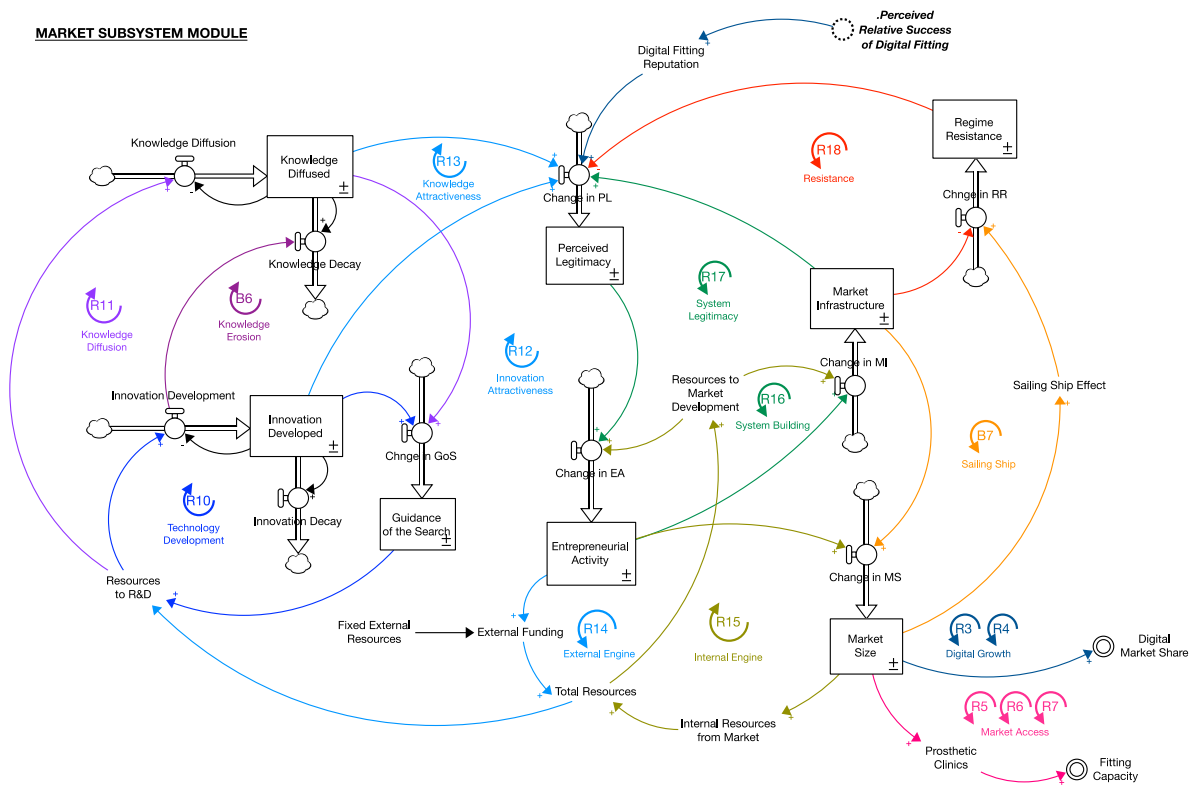 MARKET SUBSYSTEM MODULE
.Perceived
Relative Success
of Digital Fitting
+
Digital Fitting
Reputation
Knowledge Diffusion
Knowledge
Diffused
±
+
-
+
Knowledge Decay
+
R13
Knowledge
Attractiveness
+
+
+
-
+
Change in PL
Perceived
Legitimacy
±
R18
Resistance
Regime
Resistance
±
Chnge in RR
-
+
R11
Knowledge
Diffusion
B6
Knowledge
Erosion
R17
System
Legitimacy
Market
Infrastructure
±
R12
Innovation
Attractiveness
Change in MI
+
+
Resources to
Market
Development
+
R16
System Building
Sailing Ship Effect
+
Innovation Development
Innovation
Developed
±
+
-
+
Innovation Decay
+
+
Chnge in GoS
+
+
+
Change in EA
B7
Sailing Ship
R10
Technology
Development
Guidance
of the Search
±
Entrepreneurial
Activity
±
+
+
Change in MS
Resources
to R&D
+
+
Fixed External
Resources
+
External Funding
R14
External Engine
R15
Internal Engine
Market
Size
±
R3
R4
Digital Growth
+
Digital
Market Share
+
Total Resources
+
+
Internal Resources
from Market
R5
R6
R7
Market Access
+
Prosthetic
Clinics
+
Fitting
Capacity